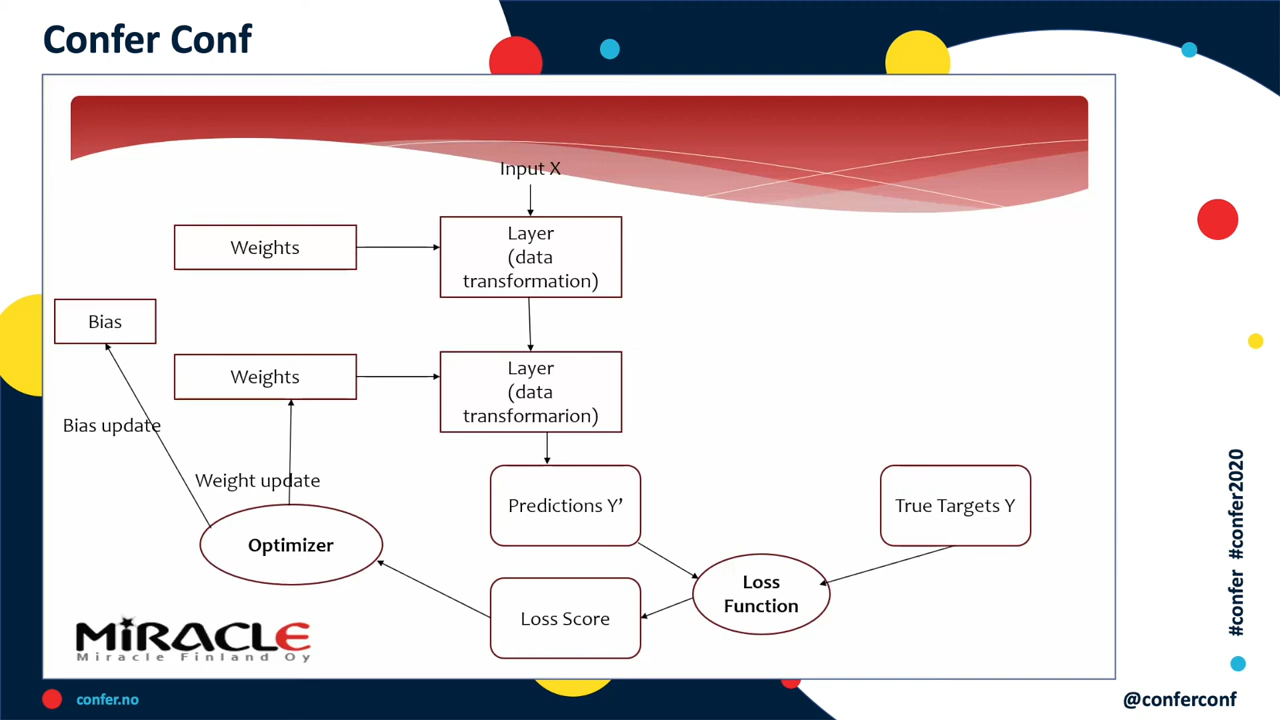 Confer Conf
Input X
Weights
Layer
(data
transformation)
Bias
Weights
Layer
(data
transformarion)
Bias update
Weight update
Predictions Y’
True Targets Y
Optimizer
Loss
Function
Loss Score
MIRACLE
Miracle Finland Oy
#confer #confer2020
confer.no
@conferconf